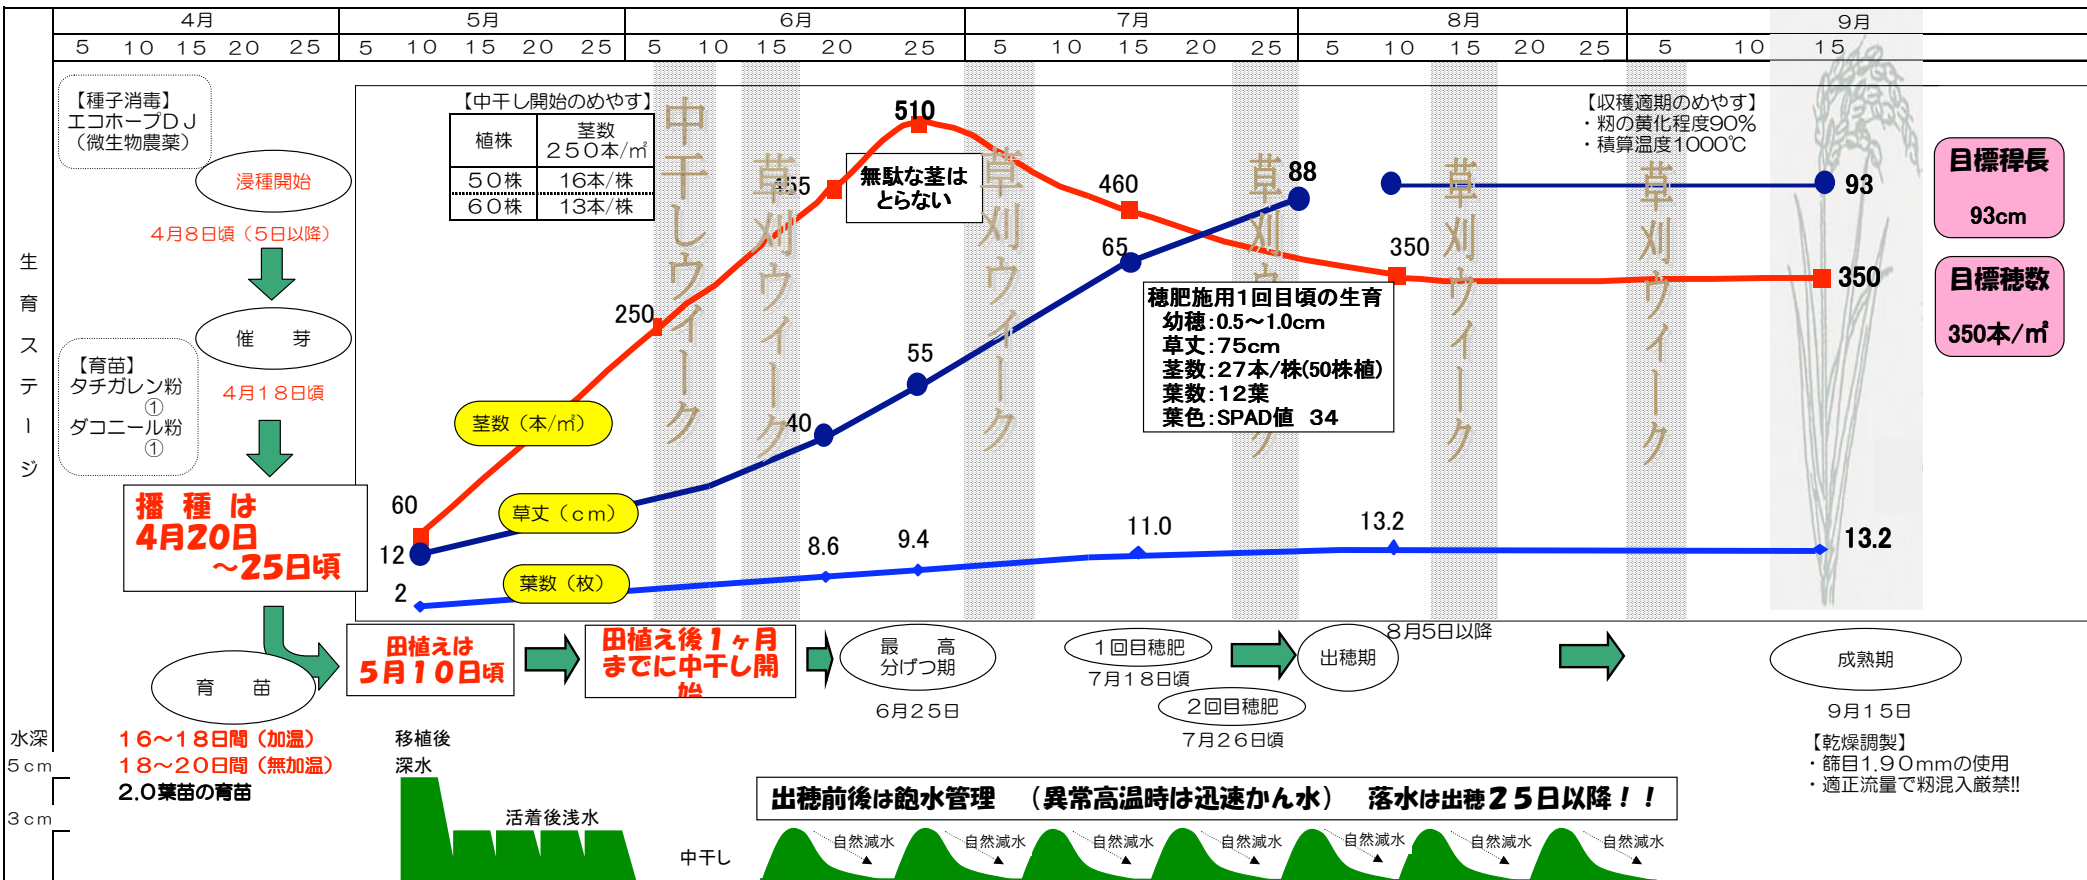 4月 5月 6月 7月 8月 9月
5 10 15 20 25 5 10 15 20 25 5 10 15 20 25 5 10 15 20 25 5 10 15 20 25 5 10 15
生育ステージ
【種子消毒】
エコホープＤＪ
（微生物農薬）
浸種開始
4月8日頃（5日以降）
催　芽
4月18日頃
【育苗】
タチガレン粉
①
ダコニール粉
①
播種は
4月20日
～25日頃
育　苗
16～18日間（加温）
18～20日間（無加温）
2.0葉苗の育苗
【中干し開始のめやす】
植株 茎数
250本/㎡
50株 16本/株
60株 13本/株
中干しウィーク
草刈ウィーク
草刈ウィーク
草刈ウ
ク
草刈ウィーク
草刈ウィーク
無駄な茎は
とらない
茎数（本/㎡）
60
250
455
510
460
350
350
草丈（cm）
12
40
55
65
88
93
葉数（枚）
2
8.6
9.4
11.0
13.2
13.2
穂肥施用1回目頃の生育
幼穂：0.5～1.0cm
草丈：75cm
茎数：27本/株(50株植)
葉数：12葉
葉色：SPAD値 34
【収穫適期のめやす】
・籾の黄化程度90%
・積算温度1000℃
目標稈長
93cm
目標穂数
350本/㎡
田植えは
5月10日頃
田植え後1ヶ月
までに中干し開
始
最　高
分げつ期
6月25日
1回目穂肥
7月18日頃
2回目穂肥
7月26日頃
出穂期
8月5日以降
成熟期
9月15日
【乾燥調製】
・篩目1.90mmの使用
・適正流量で籾混入厳禁!!
水深
5cm
3cm
移植後
深水
活着後浅水
中干し
出穂前後は飽水管理　（異常高温時は迅速かん水）　落水は出穂25日以降！！
自然減水 自然減水 自然減水 自然減水 自然減水 自然減水 自然減水